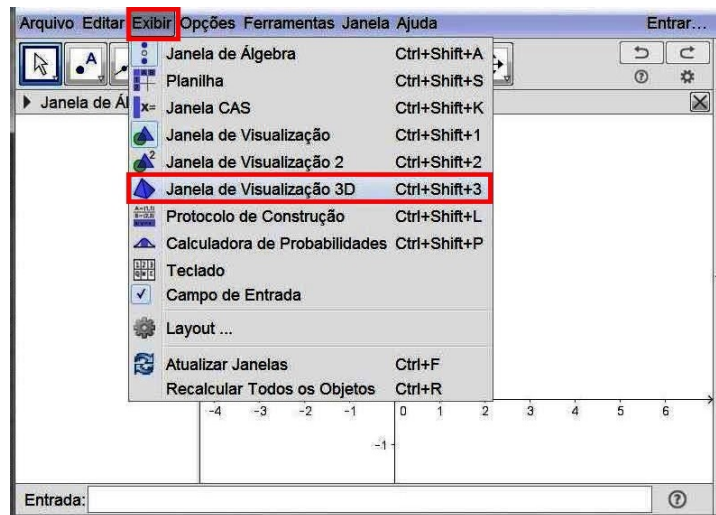 Arquivo Editar Exibir Opções Ferramentas Janela Ajuda Entrar...
A
Janela de Ál
Janela de Álgebra Ctrl+Shift+A
Planilha Ctrl+Shift+S
X= Janela CAS Ctrl+Shift+K
Janela de Visualização Ctrl+Shift+1
2 Janela de Visualização 2 Ctrl+Shift+2
Janela de Visualização 3D Ctrl+Shift+3
Protocolo de Construção Ctrl+Shift+L
Calculadora de Probabilidades Ctrl+Shift+P
Teclado
Campo de Entrada
Layout ...
Atualizar Janelas Ctrl+F
Recalcular Todos os Objetos Ctrl+R
-4 -3 -2 -1 0 1 2 3 4 5 6
-1
Entrada: